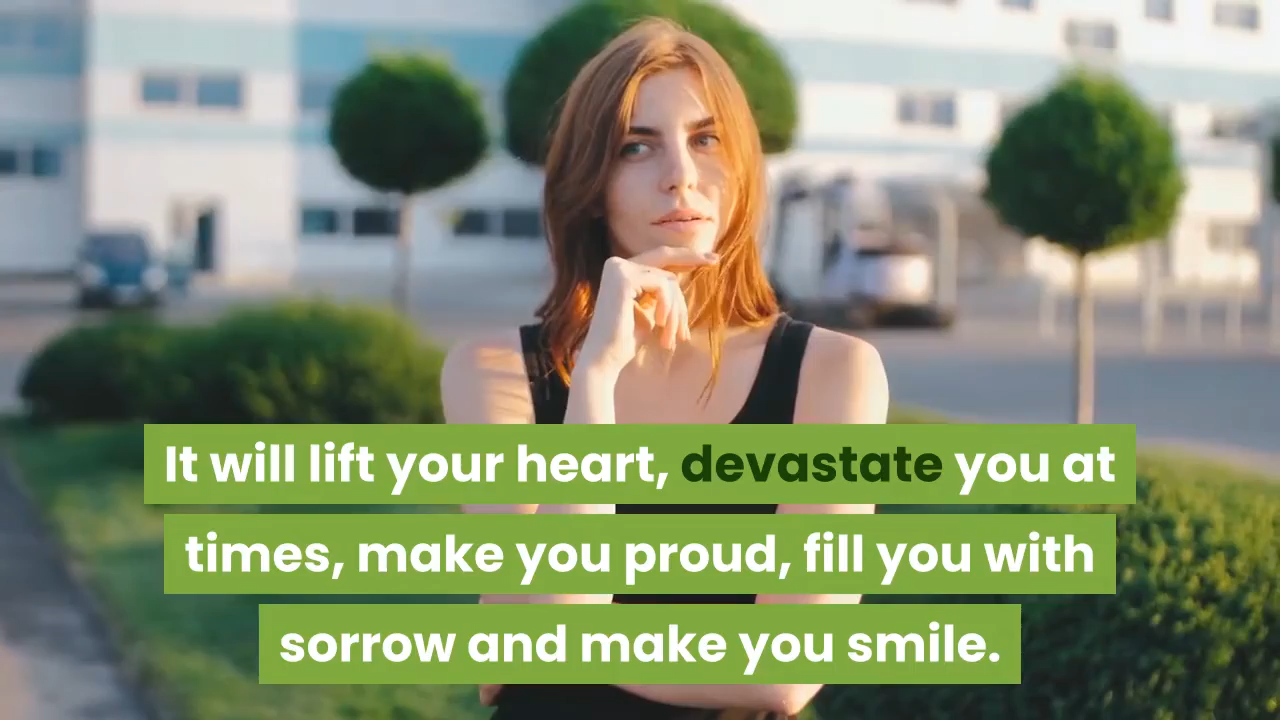 It will lift your heart, devastate you at
times, make you proud, fill you with
sorrow and make you smile.